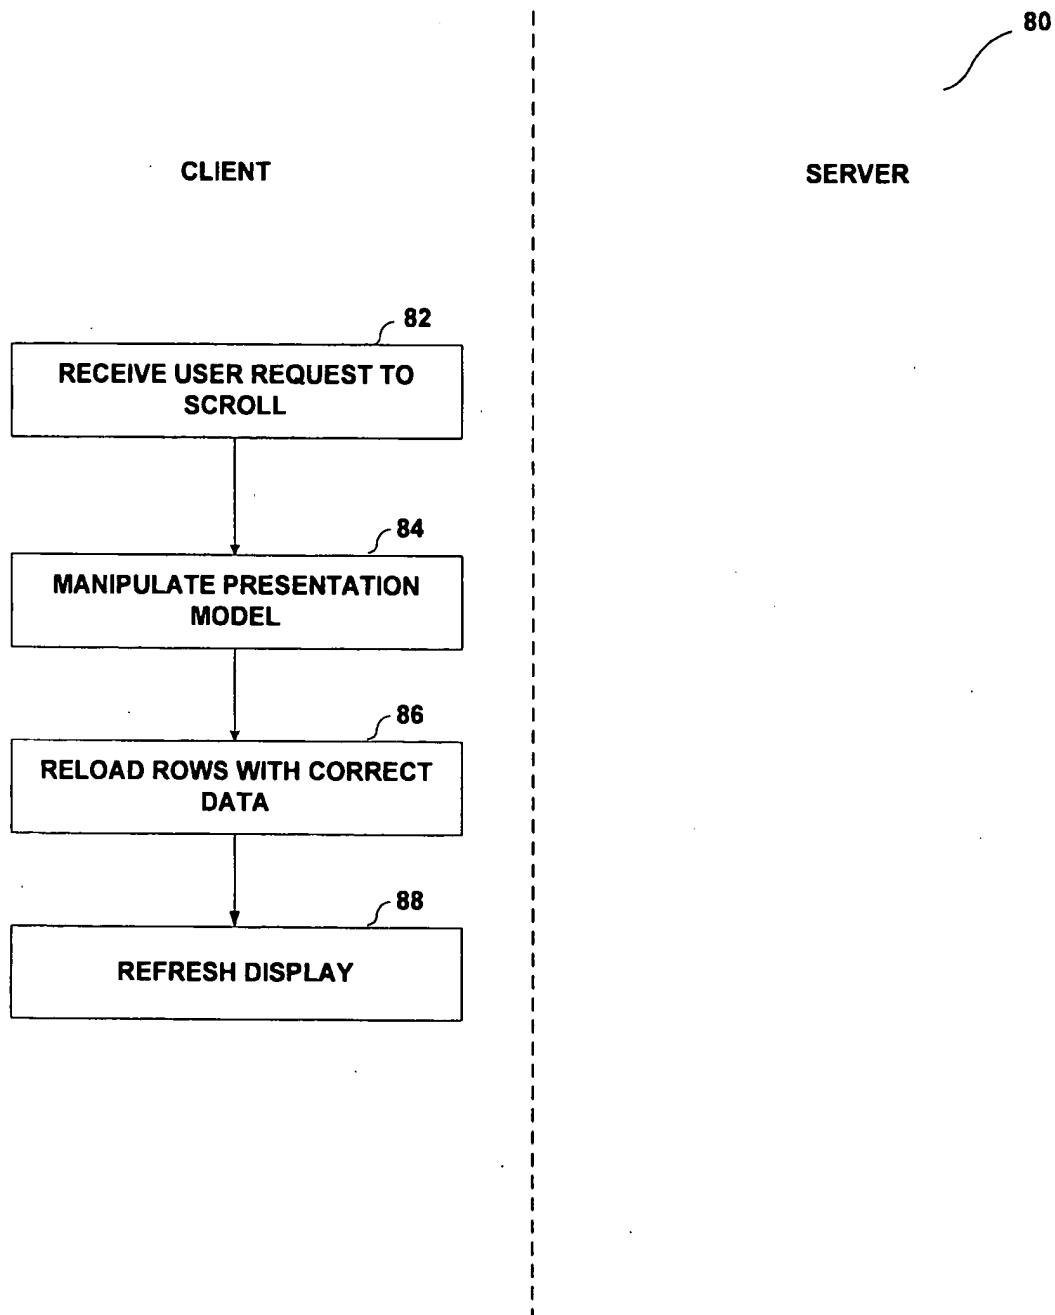 80
CLIENT
SERVER
82
RECEIVE USER REQUEST TO
SCROLL
84
MANIPULATE PRESENTATION
MODEL
86
RELOAD ROWS WITH CORRECT
DATA
88
REFRESH DISPLAY